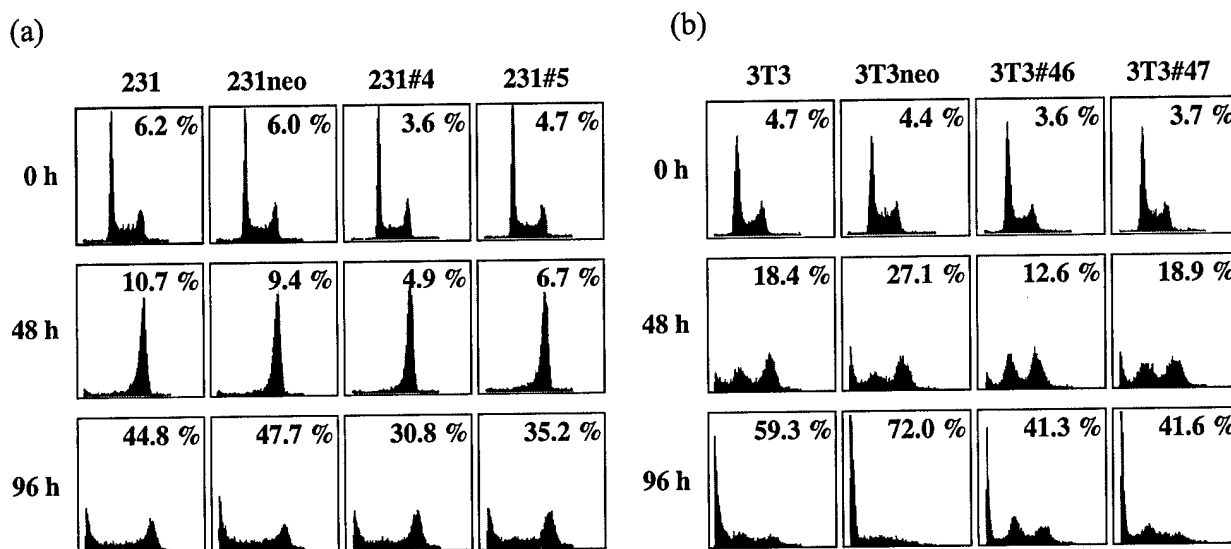 (a)
231 231neo 231#4 231#5
0 h 6.2 % 6.0 % 3.6 % 4.7 %
48 h 10.7 % 9.4 % 4.9 % 6.7 %
96 h 44.8 % 47.7 % 30.8 % 35.2 %
(b)
3T3 3T3neo 3T3#46 3T3#47
0 h 4.7 % 4.4 % 3.6 % 3.7 %
48 h 18.4 % 27.1 % 12.6 % 18.9 %
96 h 59.3 % 72.0 % 41.3 % 41.6 %